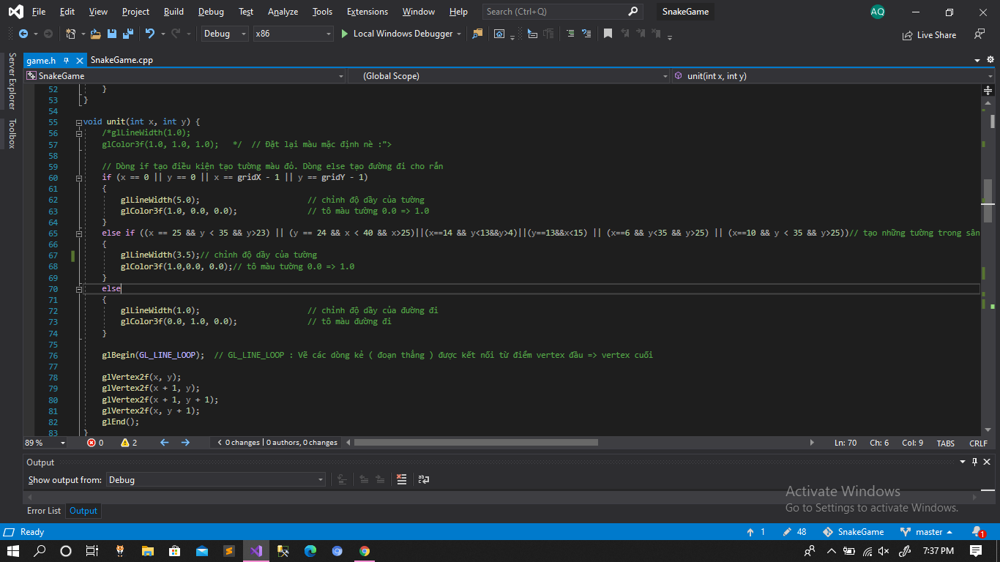 File Edit View Project Build Debug Test Analyze Tools Extensions Window Help Search (Ctrl+Q) SnakeGame AQ
Debug x86 Local Windows Debugger Live Share
game.h SnakeGame.cpp
SnakeGame (Global Scope) unit(int x, int y)
Server Explorer
Toolbox
52 }
53 }
54
55 void unit(int x, int y) {
56 /*glLineWidth(1.0);
57 glColor3f(1.0, 1.0, 1.0); */ // Đặt lại màu mặc định nè :">
58
59 // Dòng if tạo điều kiện tạo tường màu đỏ. Dòng else tạo đường đi cho rắn
60 if (x == 0 || y == 0 || x == gridX - 1 || y == gridY - 1)
61 {
62 glLineWidth(5.0); // chỉnh độ dầy của tường
63 glColor3f(1.0, 0.0, 0.0); // tô màu tường 0.0 => 1.0
64 }
65 else if ((x == 25 && y < 35 && y>23) || (y == 24 && x < 40 && x>25)||(x==14 && y<13&&y>4)||(y==13&&x<15) || (x==6 && y<35 && y>25) || (x==10 && y < 35 && y>25))// tạo những tường trong sân
66 {
67 glLineWidth(3.5);// chỉnh độ dầy của tường
68 glColor3f(1.0,0.0, 0.0);// tô màu tường 0.0 => 1.0
69 }
70 else
71 {
72 glLineWidth(1.0); // chỉnh độ dầy của đường đi
73 glColor3f(0.0, 1.0, 0.0); // tô màu đường đi
74 }
75
76 glBegin(GL_LINE_LOOP); // GL_LINE_LOOP : Vẽ các dòng kẻ ( đoạn thẳng ) được kết nối từ điểm vertex đầu => vertex cuối
77
78 glVertex2f(x, y);
79 glVertex2f(x + 1, y);
80 glVertex2f(x + 1, y + 1);
81 glVertex2f(x, y + 1);
82 glEnd();
83 }
89 % 0 2 0 changes | 0 authors, 0 changes Ln: 70 Ch: 6 Col: 9 TABS CRLF
Output
Show output from: Debug
Activate Windows
Go to Settings to activate Windows.
Error List Output
Ready 1 48 SnakeGame master 1
7:37 PM